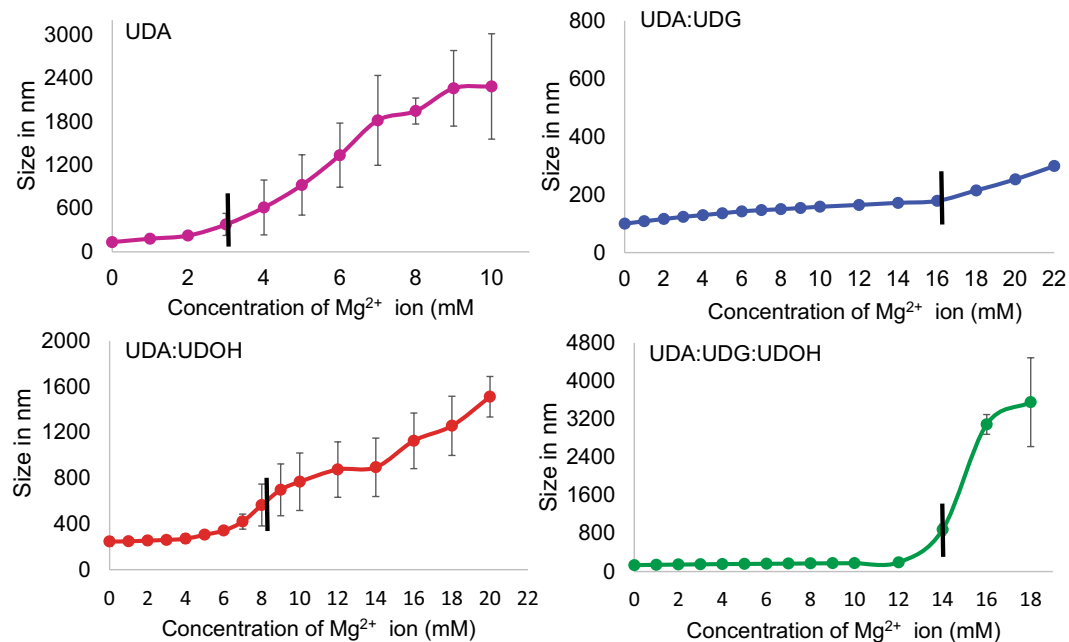 UDA
Size in nm
3000
2400
1800
1200
600
0
0 2 4 6 8 10
Concentration of Mg²⁺ ion (mM
UDA:UDG
Size in nm
800
600
400
200
0
0 2 4 6 8 10 12 14 16 18 20 22
Concentration of Mg²⁺ ion (mM)
UDA:UDOH
Size in nm
2000
1600
1200
800
400
0
0 2 4 6 8 10 12 14 16 18 20 22
Concentration of Mg²⁺ ion (mM)
UDA:UDG:UDOH
Size in nm
4800
4000
3200
2400
1600
800
0
0 2 4 6 8 10 12 14 16 18
Concentration of Mg²⁺ ion (mM)